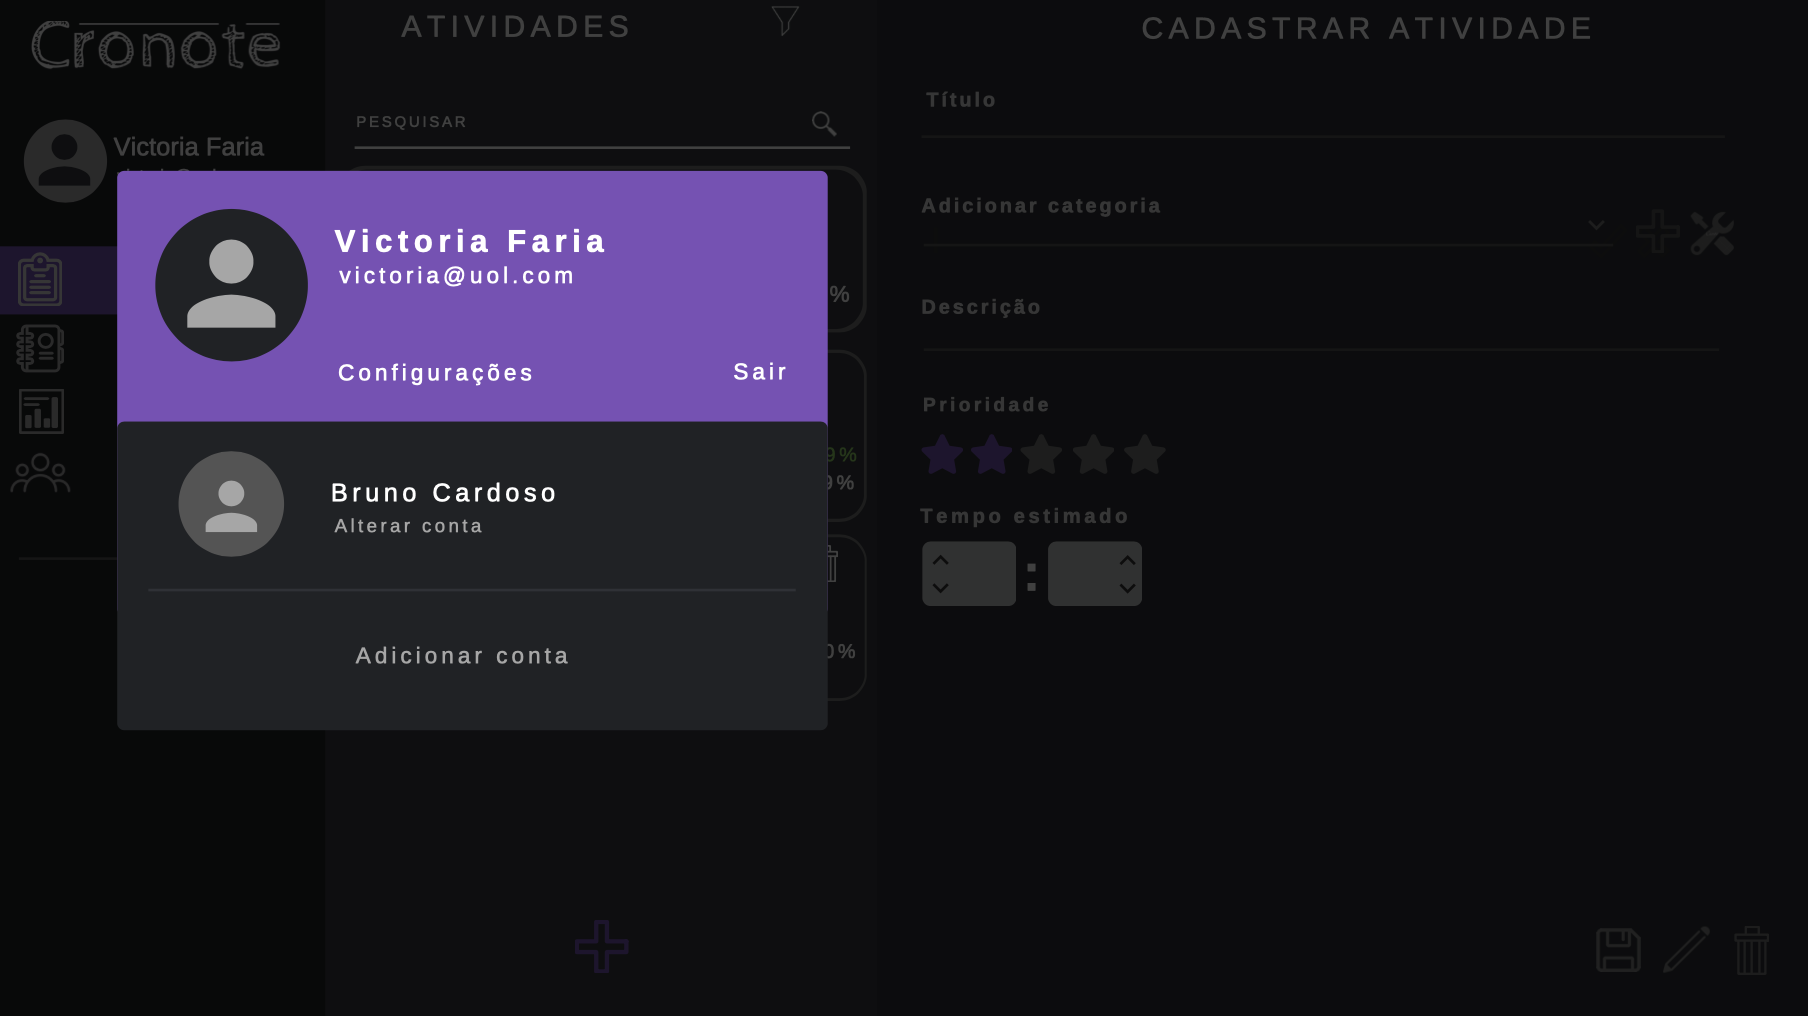 Cronote
ATIVIDADES
CADASTRAR ATIVIDADE
PESQUISAR
Título
Victoria Faria
Adicionar categoria
Victoria Faria
victoria@uol.com
%
Descrição
Configurações
Sair
Prioridade
9%
9%
Bruno Cardoso
Alterar conta
Tempo estimado
:
0%
Adicionar conta